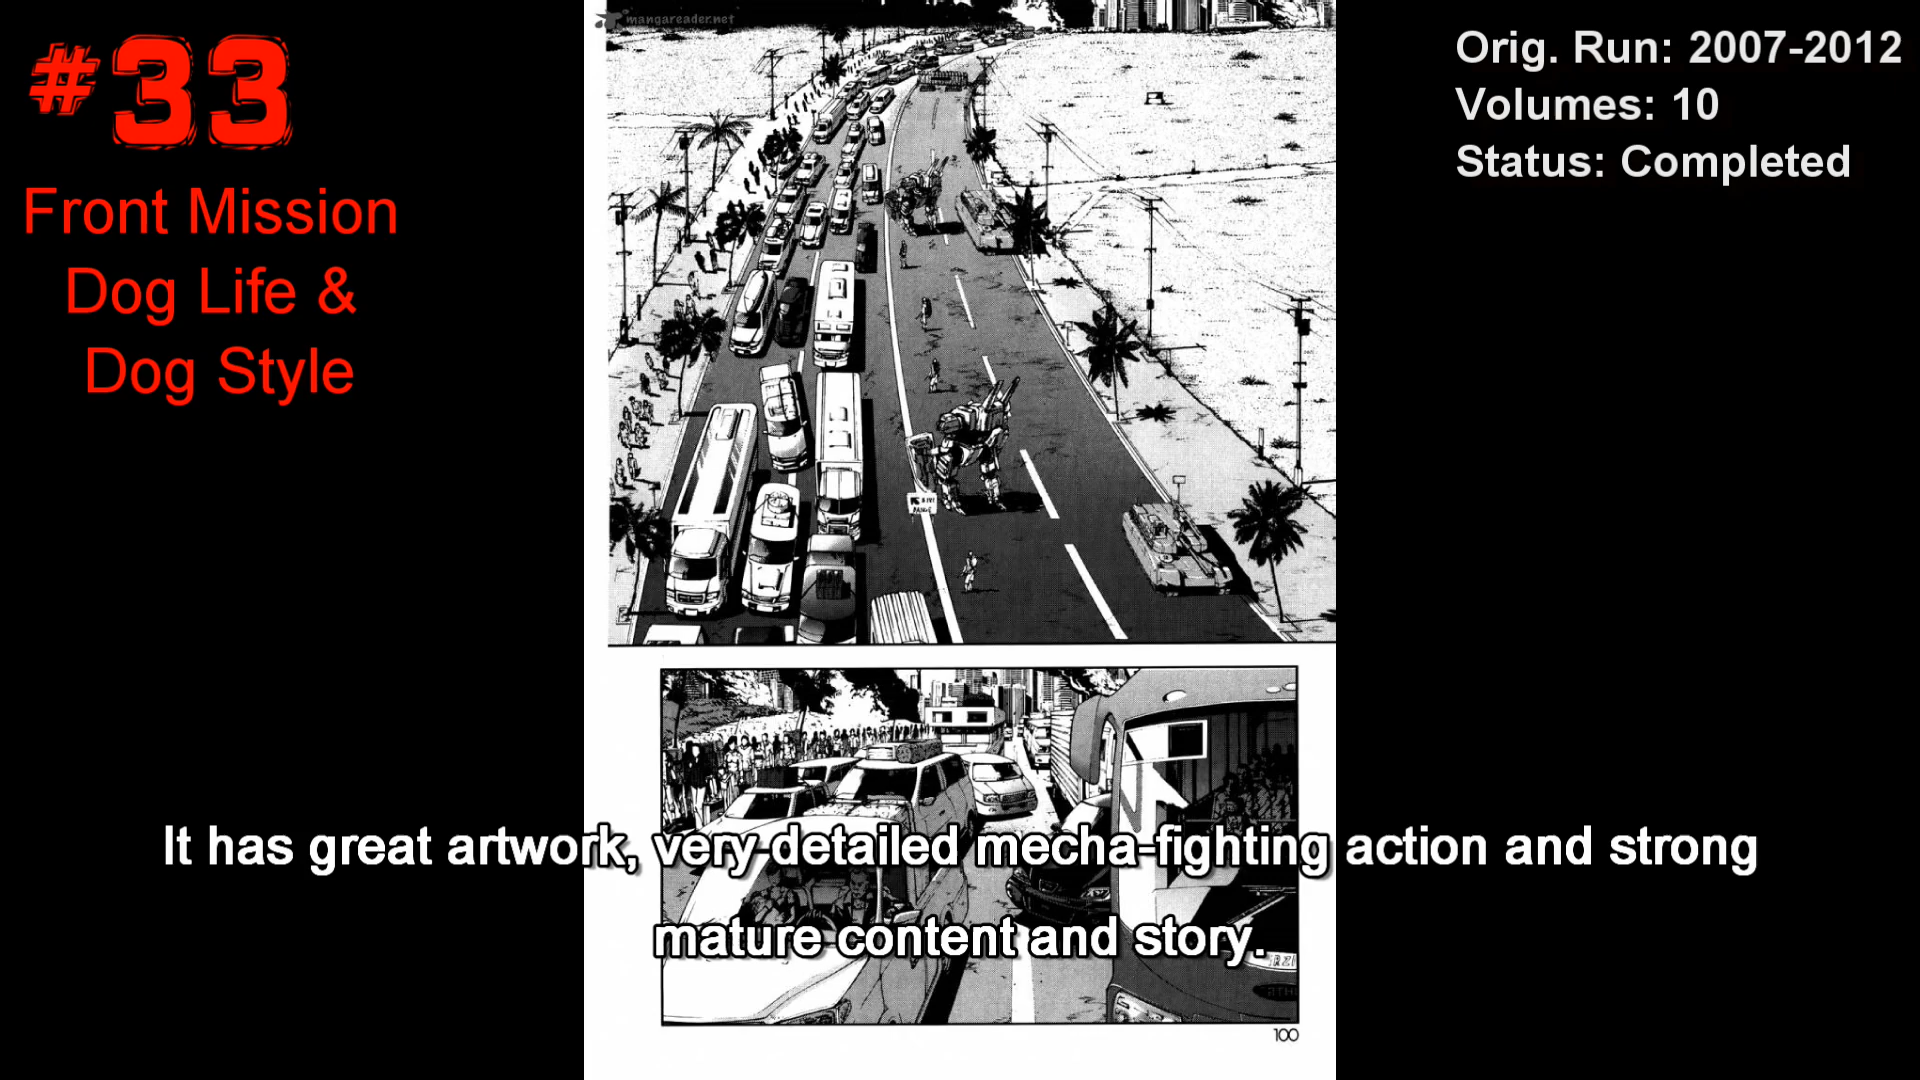 #33
Front Mission
Dog Life &
Dog Style
mangareader.net
Orig. Run: 2007-2012
Volumes: 10
Status: Completed
It has great artwork, very detailed mecha-fighting action and strong
mature content and story.
100